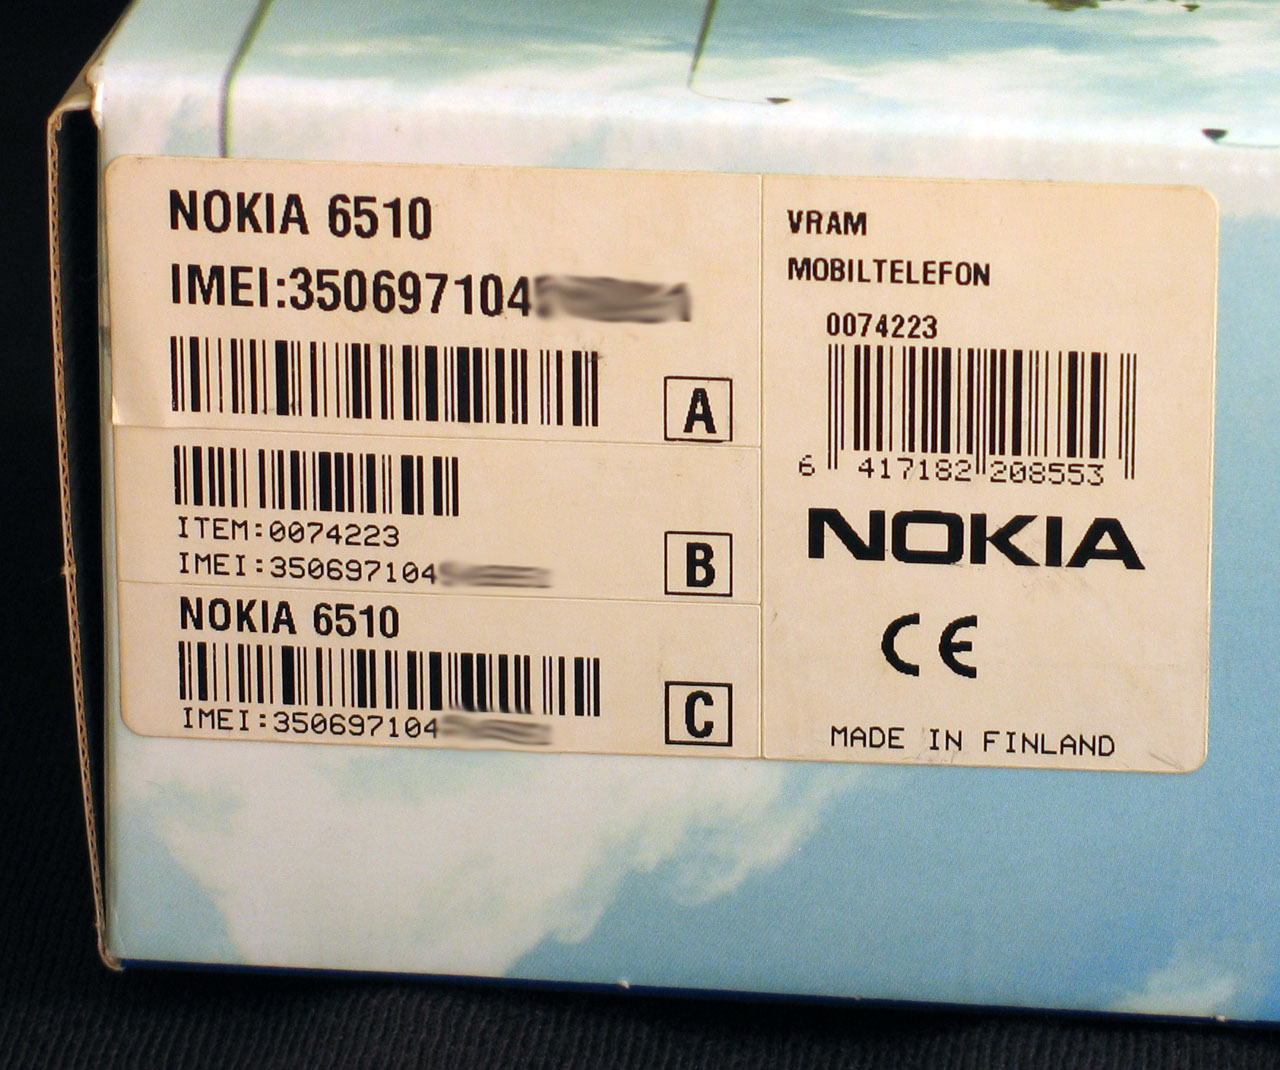 NOKIA 6510
IMEI:350697104
A
ITEM:0074223
IMEI:350697104
B
NOKIA 6510
IMEI:350697104
C
VRAM
MOBILTELEFON
0074223
6 417182 208553
NOKIA
CE
MADE IN FINLAND